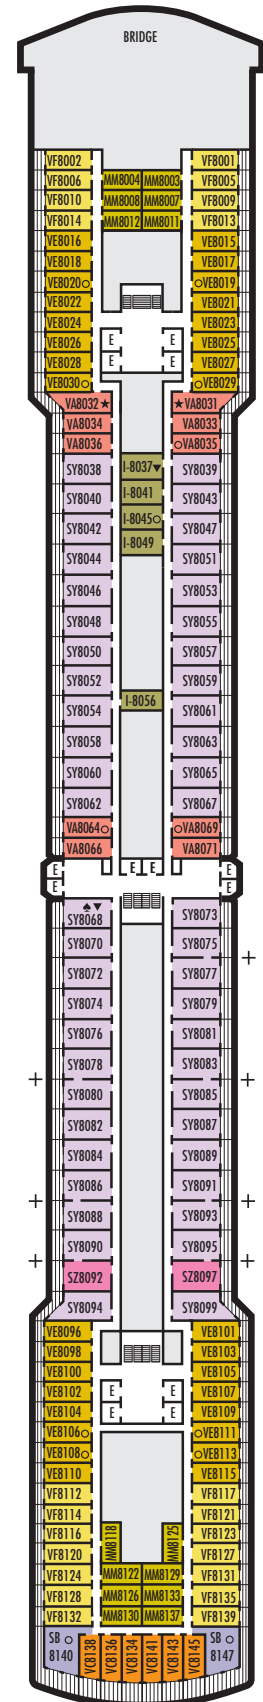 BRIDGE
VF8002 VF8001
VF8006 MM8004 MM8003 VF8005
VF8010 MM8008 MM8007 VF8009
VF8014 MM8012 MM8011 VF8013
VE8016 VE8015
VE8018 VE8017
VE8020○ ○VE8019
VE8022 VE8021
VE8024 VE8023
VE8026 E E VE8025
VE8028 E E VE8027
VE8030○ ○VE8029
VA8032★ ★VA8031
VA8034 VA8033
VA8036 ○VA8035
SY8038 I-8037▼ SY8039
SY8040 I-8041 SY8043
SY8042 I-8045○ SY8047
SY8044 I-8049 SY8051
SY8046 SY8053
SY8048 SY8055
SY8050 SY8057
SY8052 SY8059
I-8056
SY8054 SY8061
SY8058 SY8063
SY8060 SY8065
SY8062 SY8067
VA8064○ ○VA8069
VA8066 VA8071
E E E E
E E
♠▼
SY8068 SY8073
SY8070 SY8075
SY8072 SY8077
SY8074 SY8079
SY8076 SY8081
SY8078 SY8083
SY8080 SY8085
SY8082 SY8087
SY8084 SY8089
SY8086 SY8091
SY8088 SY8093
SY8090 SY8095
SZ8092 SZ8097
SY8094 SY8099
VE8096 VE8101
VE8098 VE8103
VE8100 VE8105
VE8102 E E VE8107
VE8104 E E VE8109
VE8106○ ○VE8111
VE8108○ ○VE8113
VE8110 VE8115
VF8112 VF8117
VF8114 VF8121
VF8116 MM8118 MM8125 VF8123
VF8120 VF8127
VF8124 MM8122 MM8129 VF8131
VF8128 MM8126 MM8133 VF8135
VF8132 MM8130 MM8137 VF8139
SB ○ SB ○
8140 VC8138 VC8136 VC8134 VC8141 VC8143 VC8145 8147